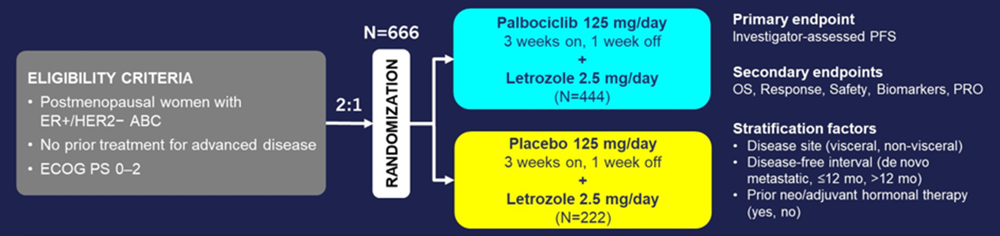 ELIGIBILITY CRITERIA
• Postmenopausal women with
ER+/HER2− ABC
• No prior treatment for advanced disease
• ECOG PS 0–2
2:1
N=666
RANDOMIZATION
Palbociclib 125 mg/day
3 weeks on, 1 week off
+
Letrozole 2.5 mg/day
(N=444)
Placebo 125 mg/day
3 weeks on, 1 week off
+
Letrozole 2.5 mg/day
(N=222)
Primary endpoint
Investigator-assessed PFS
Secondary endpoints
OS, Response, Safety, Biomarkers, PRO
Stratification factors
• Disease site (visceral, non-visceral)
• Disease-free interval (de novo
metastatic, ≤12 mo, >12 mo)
• Prior neo/adjuvant hormonal therapy
(yes, no)